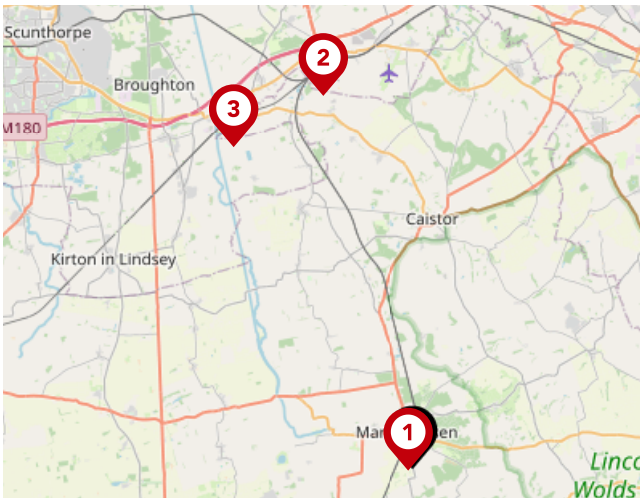 Scunthorpe
2
Broughton
3
M180
Caistor
Kirton in Lindsey
1
Linco
Wolds